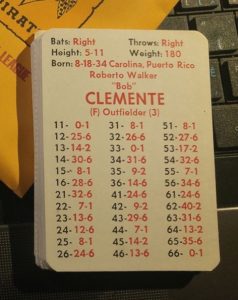 PIRAT
LEAGUE
Bats: Right Throws: Right
Height: 5-11 Weight: 180
Born: 8-18-34 Carolina, Puerto Rico
Roberto Walker
"Bob"
CLEMENTE
(F) Outfielder (3)
11- 0-1 31- 8-1 51- 8-1
12- 25-6 32- 26-6 52- 27-6
13- 14-2 33- 0-1 53- 17-2
14- 30-6 34- 31-6 54- 32-6
15- 8-1 35- 9-2 55- 7-1
16- 28-6 36- 34-6 56- 31-6
21- 32-6 41- 24-6 61- 24-6
22- 7-1 42- 9-2 62- 40-2
23- 13-6 43- 29-6 63- 27-6
24- 12-6 44- 7-1 64- 35-6
25- 8-1 45- 14-2 65- 35-6
26- 24-6 46- 13-6 66- 0-1